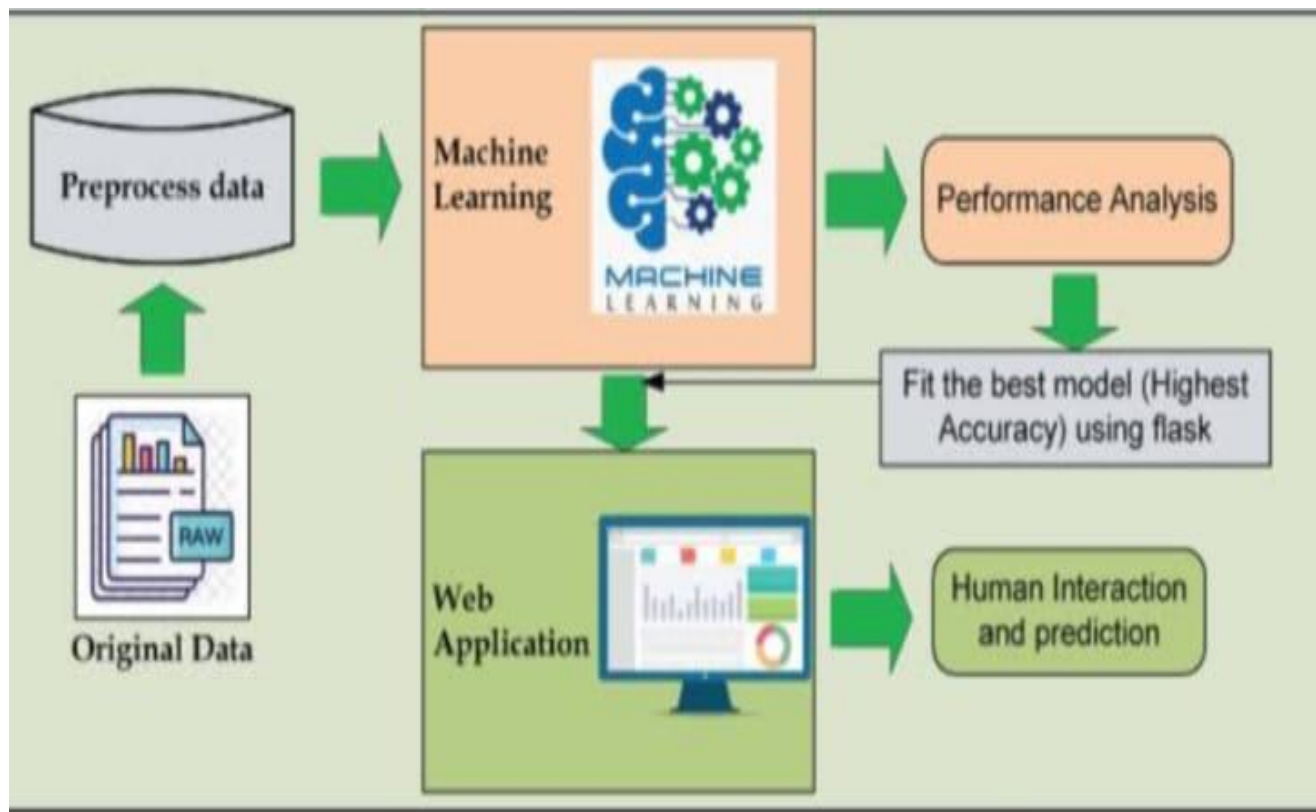 Preprocess data
Machine
Learning
MACHINE
LEARNING
Performance Analysis
Fit the best model (Highest
Accuracy) using flask
RAW
Original Data
Web
Application
Human Interaction
and prediction